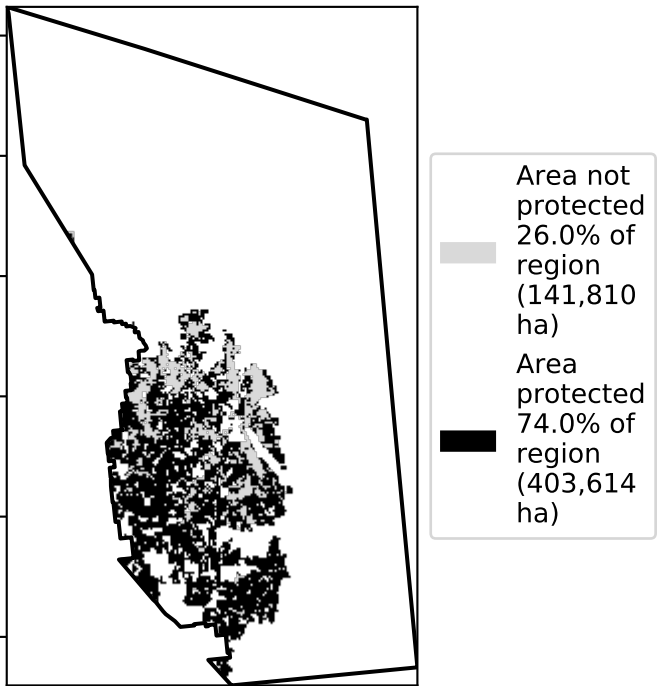 Area not
protected
26.0% of
region
(141,810
ha)
Area
protected
74.0% of
region
(403,614
ha)